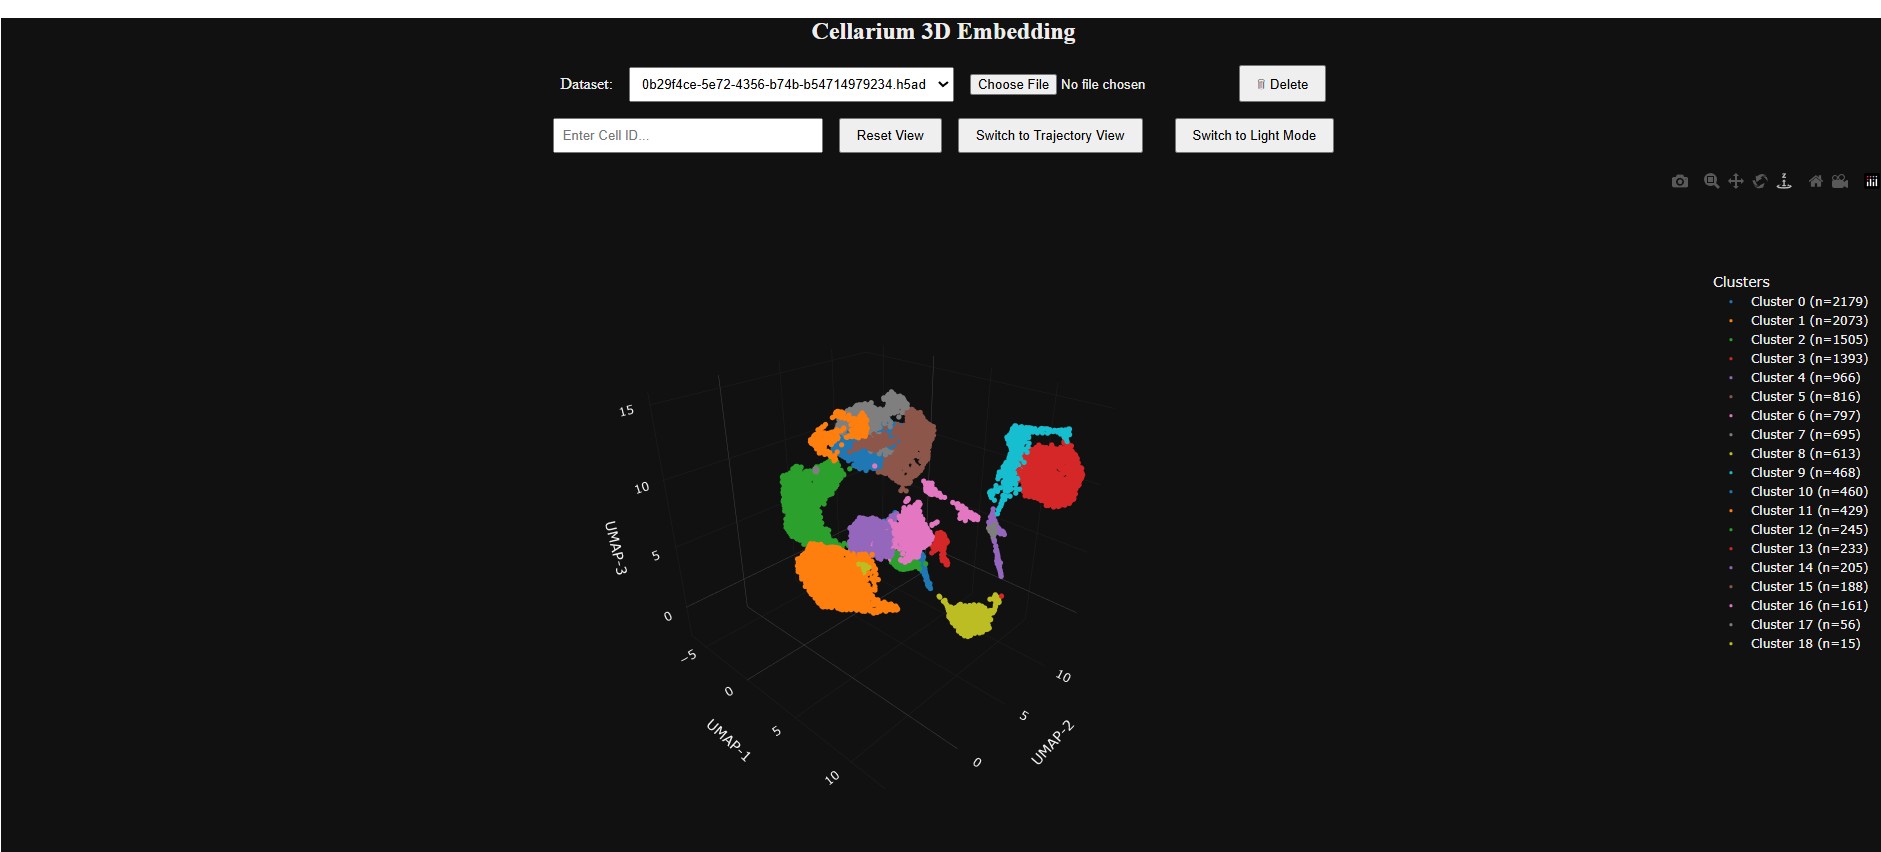 Cellarium 3D Embedding
Dataset: 0b29f4ce-5e72-4356-b74b-b54714979234.h5ad Choose File No file chosen Delete
Enter Cell ID... Reset View Switch to Trajectory View Switch to Light Mode
Clusters
Cluster 0 (n=2179)
Cluster 1 (n=2073)
Cluster 2 (n=1505)
Cluster 3 (n=1393)
Cluster 4 (n=966)
Cluster 5 (n=816)
Cluster 6 (n=797)
Cluster 7 (n=695)
Cluster 8 (n=613)
Cluster 9 (n=468)
Cluster 10 (n=460)
Cluster 11 (n=429)
Cluster 12 (n=245)
Cluster 13 (n=233)
Cluster 14 (n=205)
Cluster 15 (n=188)
Cluster 16 (n=161)
Cluster 17 (n=56)
Cluster 18 (n=15)
15
10
5
0
UMAP-3
−5
0
5
10
UMAP-1
10
5
0
UMAP-2